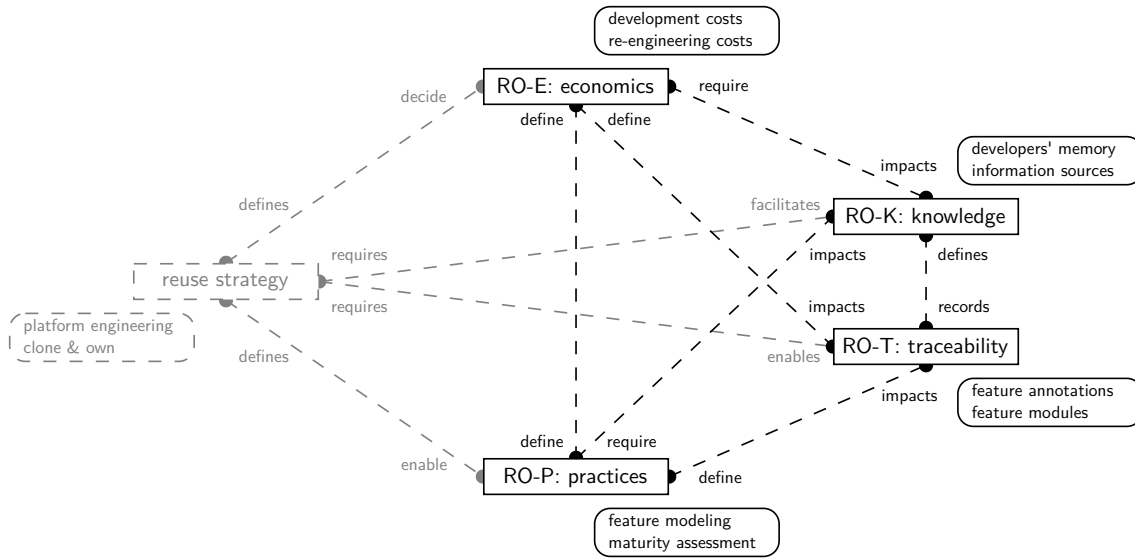 development costs
re-engineering costs
RO-E: economics
decide
require
define
define
developers' memory
information sources
impacts
facilitates
RO-K: knowledge
defines
requires
impacts
defines
reuse strategy
requires
impacts
records
platform engineering
clone & own
defines
enables
RO-T: traceability
feature annotations
feature modules
impacts
define
require
enable
RO-P: practices
define
feature modeling
maturity assessment